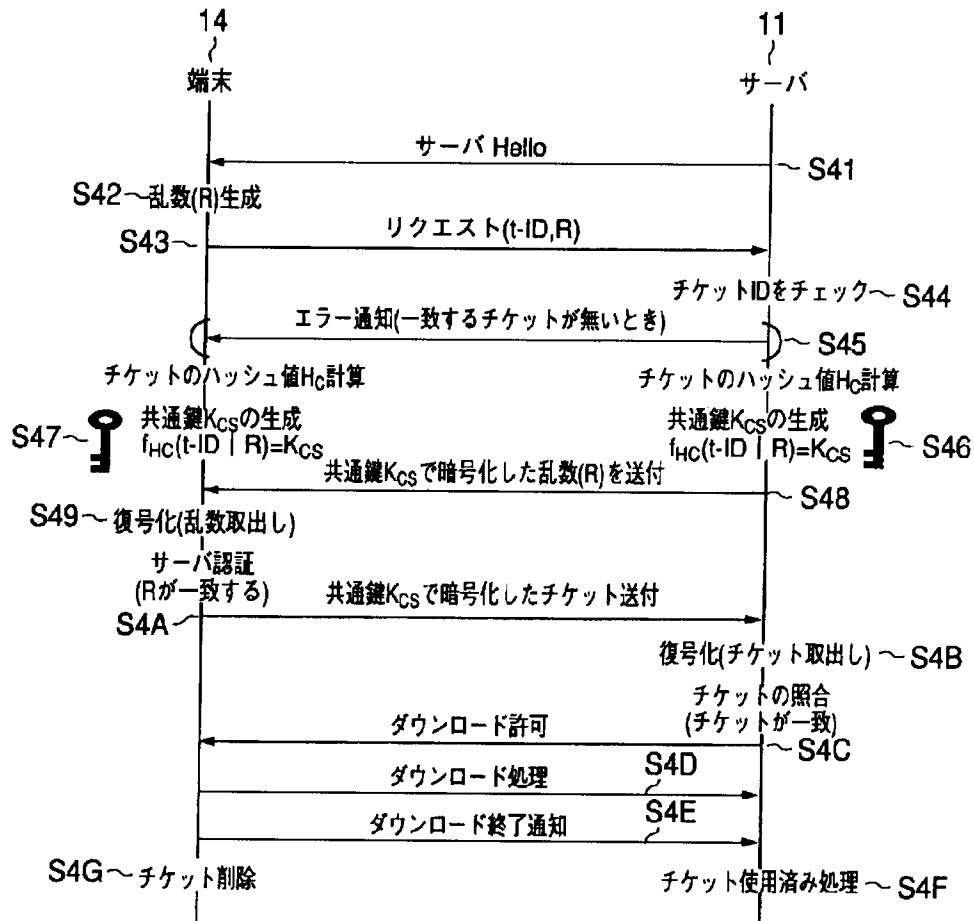 14
11
端末
サーバ
サーバ Hello
S41
S42
乱数(R)生成
リクエスト(t-ID,R)
S43
チケットIDをチェック
S44
エラー通知(一致するチケットが無いとき)
S45
チケットのハッシュ値HC計算
チケットのハッシュ値HC計算
S47
共通鍵KCSの生成
fHC(t-ID | R)=KCS
共通鍵KCSの生成
fHC(t-ID | R)=KCS
S46
共通鍵KCSで暗号化した乱数(R)を送付
S48
S49
復号化(乱数取出し)
サーバ認証
(Rが一致する)
共通鍵KCSで暗号化したチケット送付
S4A
復号化(チケット取出し)
S4B
チケットの照合
(チケットが一致)
ダウンロード許可
S4C
ダウンロード処理
S4D
ダウンロード終了通知
S4E
S4G
チケット削除
チケット使用済み処理
S4F